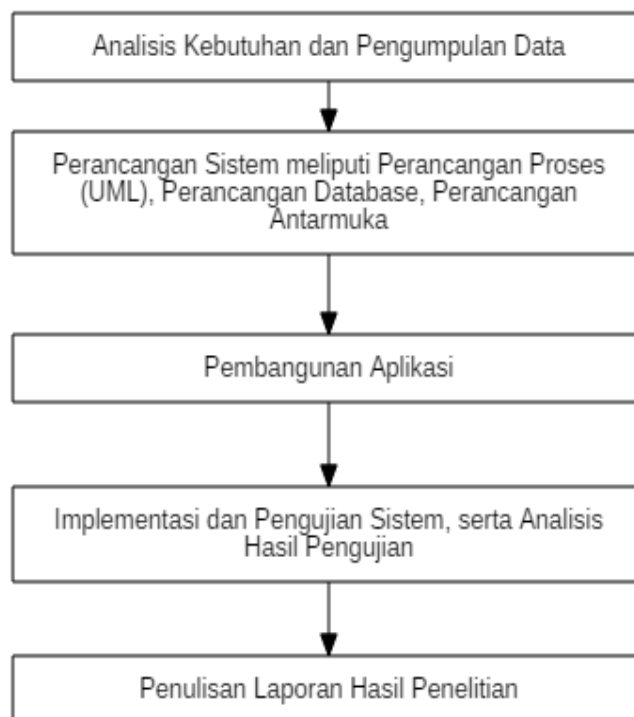 Analisis Kebutuhan dan Pengumpulan Data
Perancangan Sistem meliputi Perancangan Proses
(UML), Perancangan Database, Perancangan
Antarmuka
Pembangunan Aplikasi
Implementasi dan Pengujian Sistem, serta Analisis
Hasil Pengujian
Penulisan Laporan Hasil Penelitian